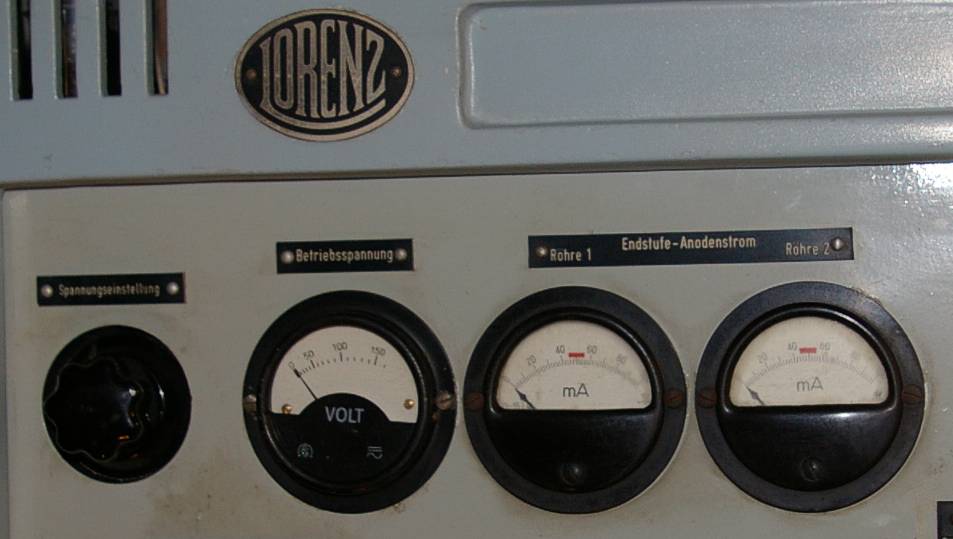 LORENZ
Endstufe-Anodenstrom
Röhre 1
Röhre 2
Betriebsspannung
Spannungseinstellung
0 50 100 150
VOLT
20 40 60 80
mA
20 40 60 80
mA